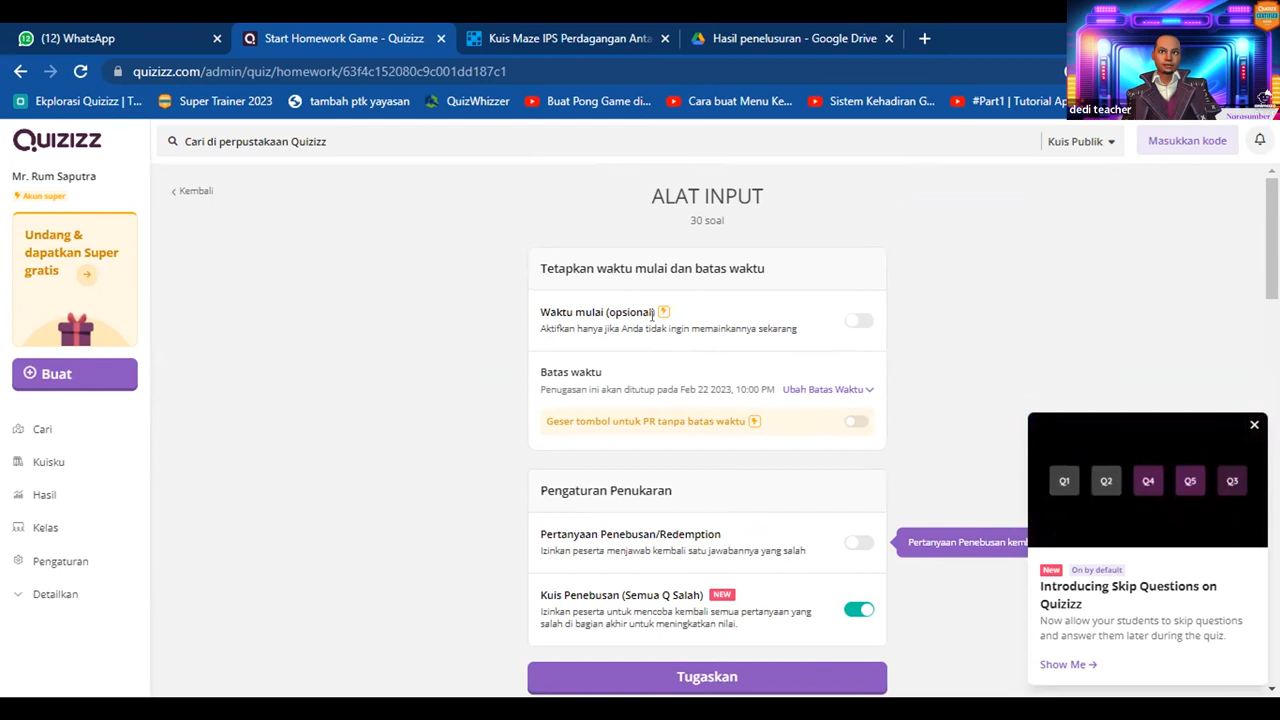 (12) WhatsApp
Start Homework Game - Quizizz
Kuis Maze IPS Perdagangan Anta
Hasil penelusuran - Google Drive
quizizz.com/admin/quiz/homework/63f4c152080c9c001dd187c1
Ekplorasi Quizizz | T...
Super Trainer 2023
tambah ptk yayasan
QuizWhizzer
Buat Pong Game di...
Cara buat Menu Ke...
Sistem Kehadiran G...
#Part1 | Tutorial Ap
dedi teacher
Narasumber
QUIZIZZ
Mr. Rum Saputra
Akun super
Undang &
dapatkan Super
gratis
Buat
Cari
Kuisku
Hasil
Kelas
Pengaturan
Detailkan
Cari di perpustakaan Quizizz
Kuis Publik
Masukkan kode
Kembali
ALAT INPUT
30 soal
Tetapkan waktu mulai dan batas waktu
Waktu mulai (opsional)
Aktifkan hanya jika Anda tidak ingin memainkannya sekarang
Batas waktu
Penugasan ini akan ditutup pada Feb 22 2023, 10:00 PM Ubah Batas Waktu
Geser tombol untuk PR tanpa batas waktu
Pengaturan Penukaran
Pertanyaan Penebusan/Redemption
Izinkan peserta menjawab kembali satu jawabannya yang salah
Pertanyaan Penebusan kemb
Kuis Penebusan (Semua Q Salah) NEW
Izinkan peserta untuk mencoba kembali semua pertanyaan yang
salah di bagian akhir untuk meningkatkan nilai.
Tugaskan
Q1 Q2 Q4 Q5 Q3
New On by default
Introducing Skip Questions on
Quizizz
Now allow your students to skip questions
and answer them later during the quiz.
Show Me